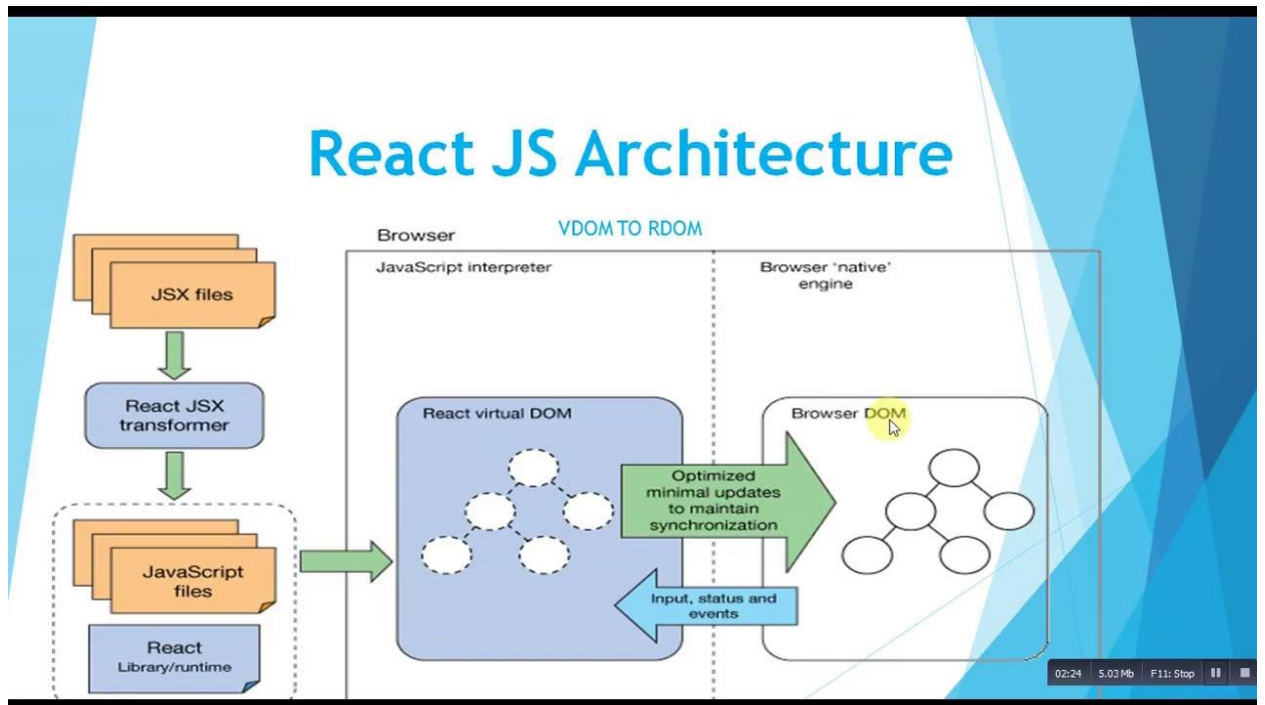 React JS Architecture
VDOM TO RDOM
Browser
JavaScript interpreter
Browser 'native'
engine
JSX files
React JSX
transformer
JavaScript
files
React
Library/runtime
React virtual DOM
Optimized
minimal updates
to maintain
synchronization
Input, status and
events
Browser DOM
02:24 5.03 Mb F11: Stop